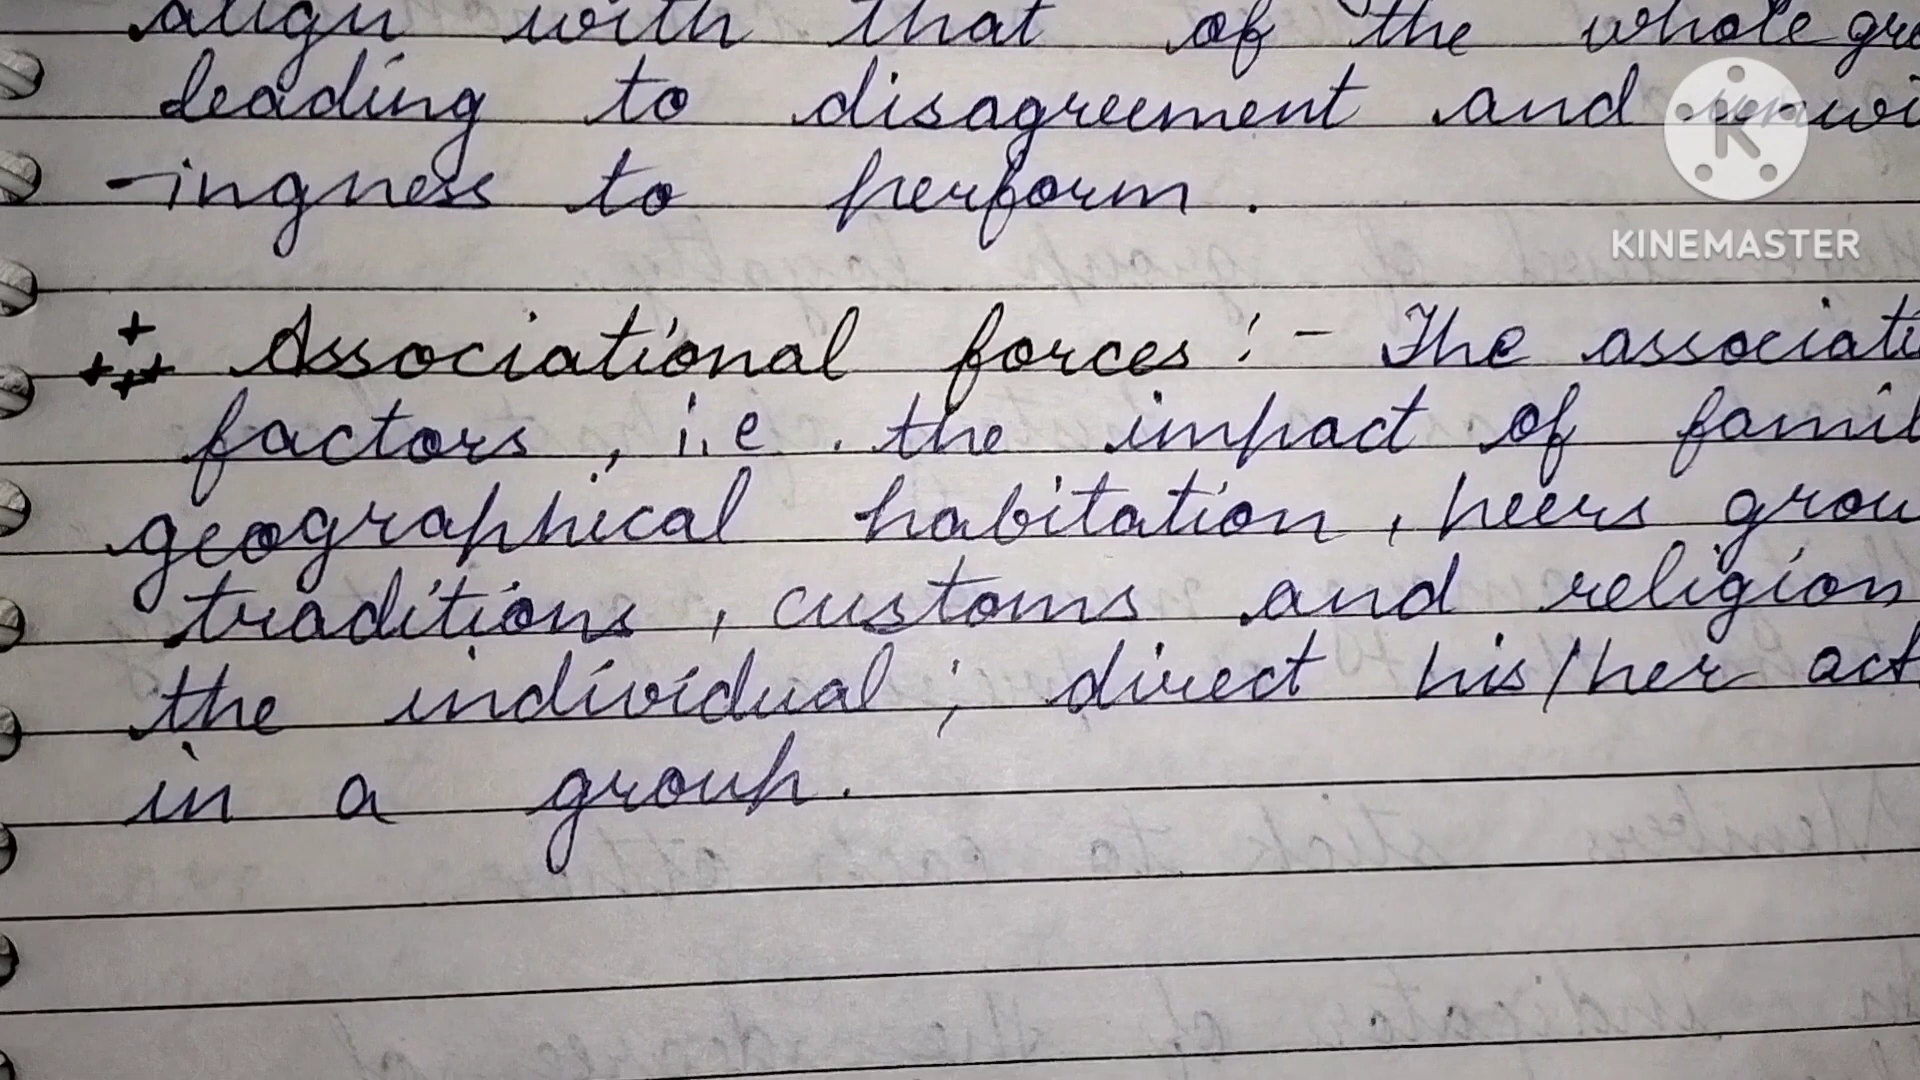 align with that of the whole gro
leading to disagreement and unwi
-ingness to perform.
KINEMASTER
Associational forces :- The associati
factors, i.e. the impact of famil
geographical habitation, peers grou
traditions, customs and religion
the individual; direct his/her act
in a group.